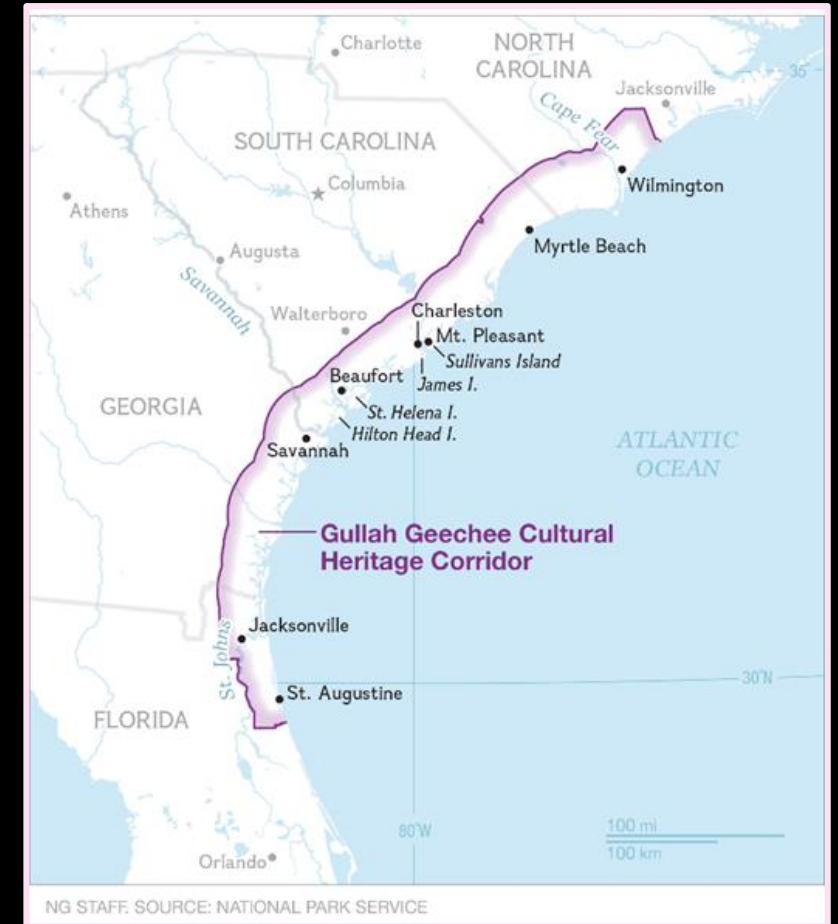 Charlotte
NORTH
CAROLINA
35°
Jacksonville
Cape Fear
SOUTH CAROLINA
Columbia
Wilmington
Athens
Myrtle Beach
Augusta
Savannah
Walterboro
Charleston
Mt. Pleasant
Sullivans Island
James I.
Beaufort
St. Helena I.
Hilton Head I.
GEORGIA
Savannah
ATLANTIC
OCEAN
Gullah Geechee Cultural
Heritage Corridor
Jacksonville
St. Johns
30°N
St. Augustine
FLORIDA
80°W
100 mi
100 km
Orlando
NG STAFF. SOURCE: NATIONAL PARK SERVICE